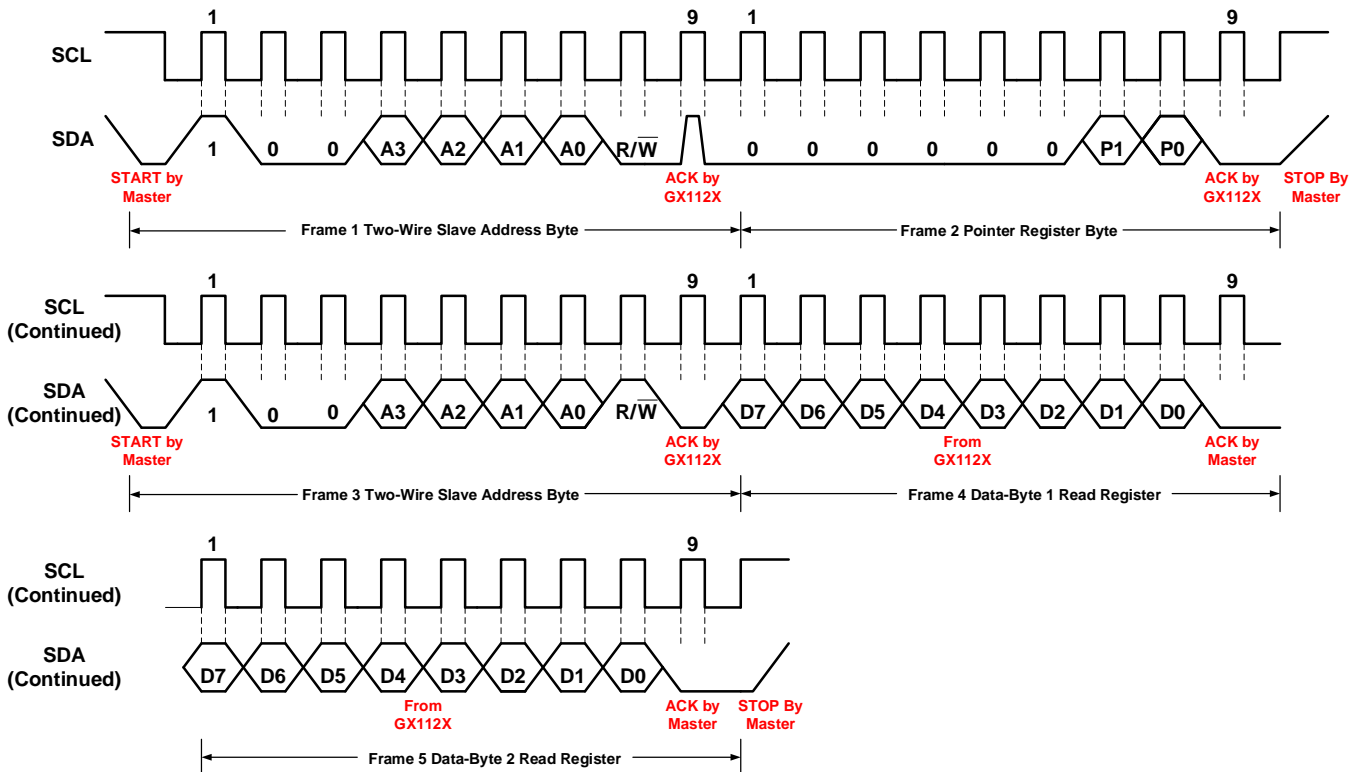 1 9 1 9
SCL
SDA
1 0 0 A3 A2 A1 A0 R/W 0 0 0 0 0 0 P1 P0
START by
Master
ACK by
GX112X
ACK by
GX112X
STOP By
Master
Frame 1 Two-Wire Slave Address Byte
Frame 2 Pointer Register Byte
1 9 1 9
SCL
(Continued)
SDA
(Continued)
1 0 0 A3 A2 A1 A0 R/W D7 D6 D5 D4 D3 D2 D1 D0
START by
Master
ACK by
GX112X
From
GX112X
ACK by
Master
Frame 3 Two-Wire Slave Address Byte
Frame 4 Data-Byte 1 Read Register
1 9
SCL
(Continued)
SDA
(Continued)
D7 D6 D5 D4 D3 D2 D1 D0
From
GX112X
ACK by
Master
STOP By
Master
Frame 5 Data-Byte 2 Read Register